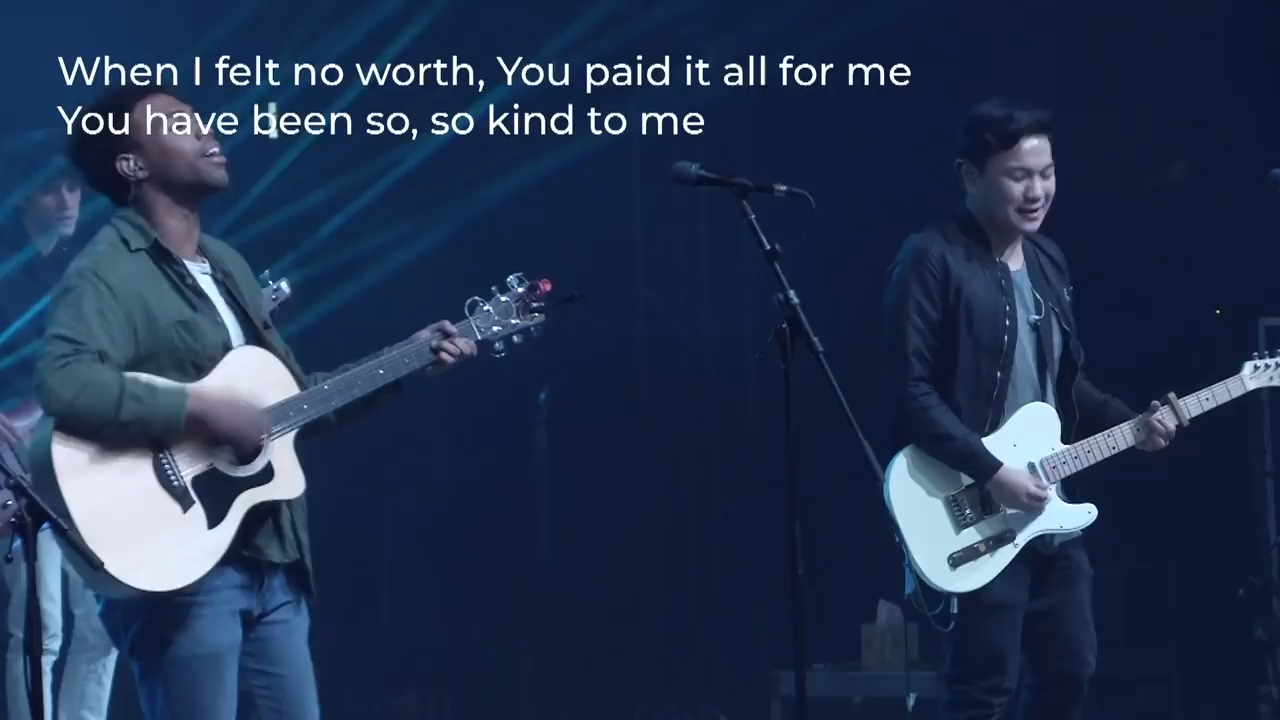 When I felt no worth, You paid it all for me
You have been so, so kind to me